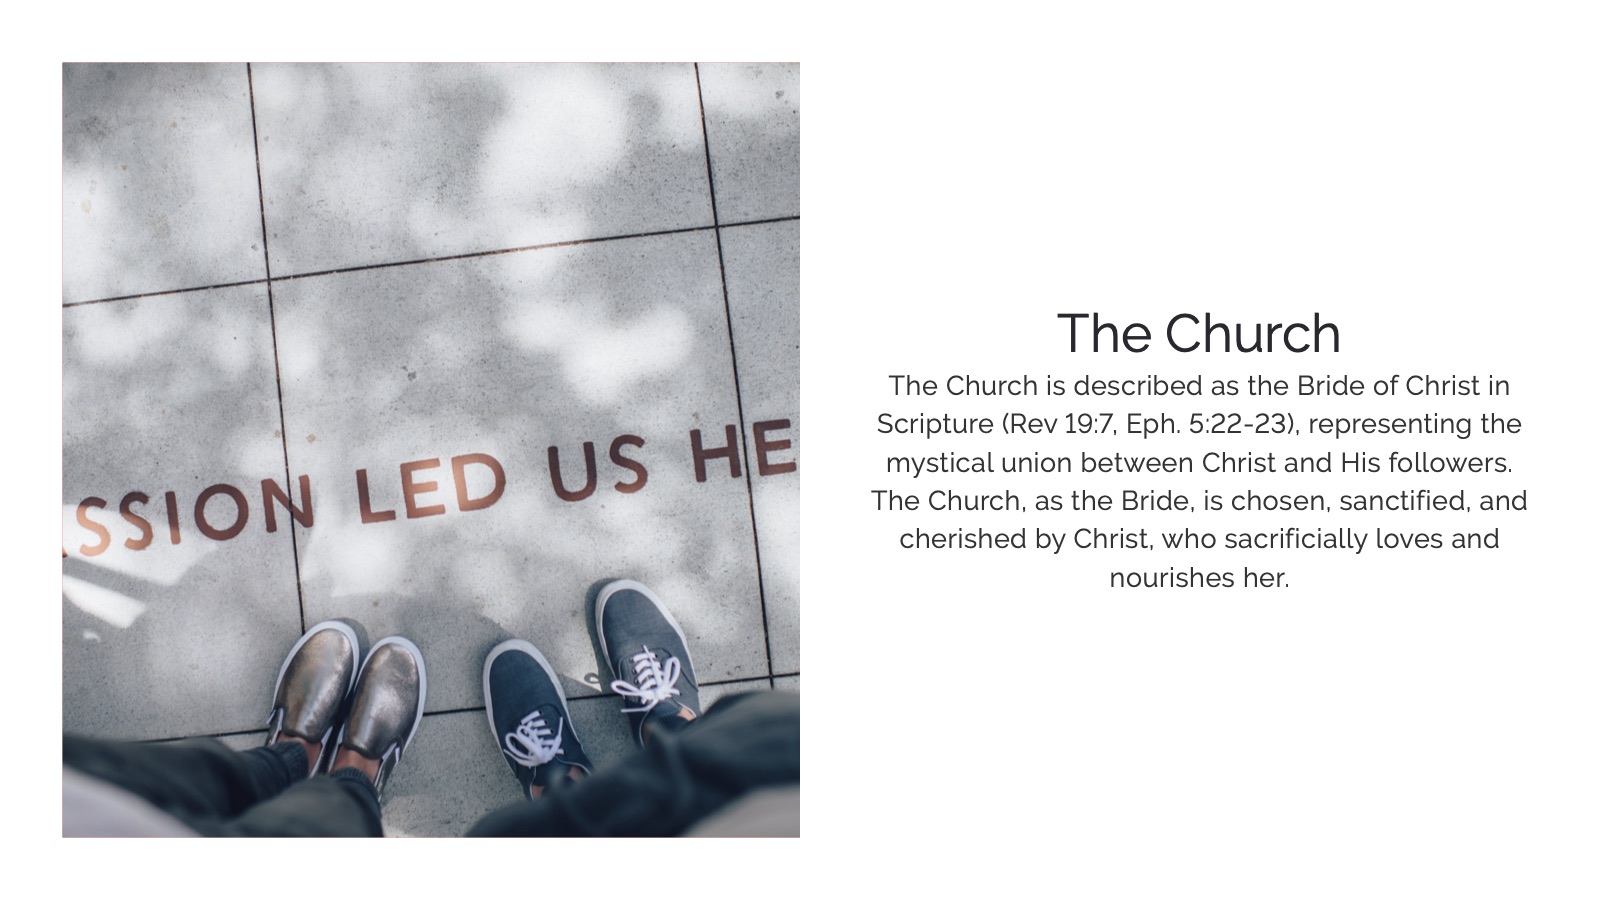 SSION LED US HE
The Church
The Church is described as the Bride of Christ in
Scripture (Rev 19:7, Eph. 5:22-23), representing the
mystical union between Christ and His followers.
The Church, as the Bride, is chosen, sanctified, and
cherished by Christ, who sacrificially loves and
nourishes her.